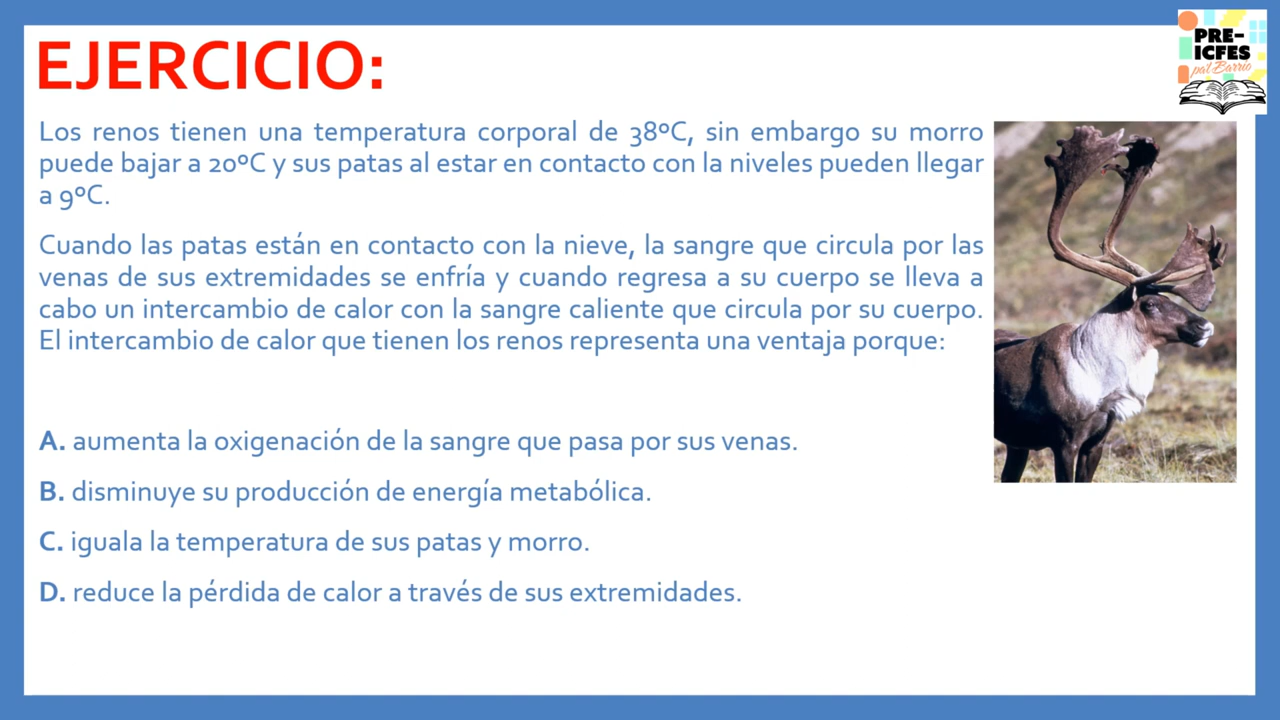 EJERCICIO:
PRE-
ICFES
pa'l Barrio
Los renos tienen una temperatura corporal de 38ºC, sin embargo su morro
puede bajar a 20ºC y sus patas al estar en contacto con la niveles pueden llegar
a 9ºC.
Cuando las patas están en contacto con la nieve, la sangre que circula por las
venas de sus extremidades se enfría y cuando regresa a su cuerpo se lleva a
cabo un intercambio de calor con la sangre caliente que circula por su cuerpo.
El intercambio de calor que tienen los renos representa una ventaja porque:
A. aumenta la oxigenación de la sangre que pasa por sus venas.
B. disminuye su producción de energía metabólica.
C. iguala la temperatura de sus patas y morro.
D. reduce la pérdida de calor a través de sus extremidades.